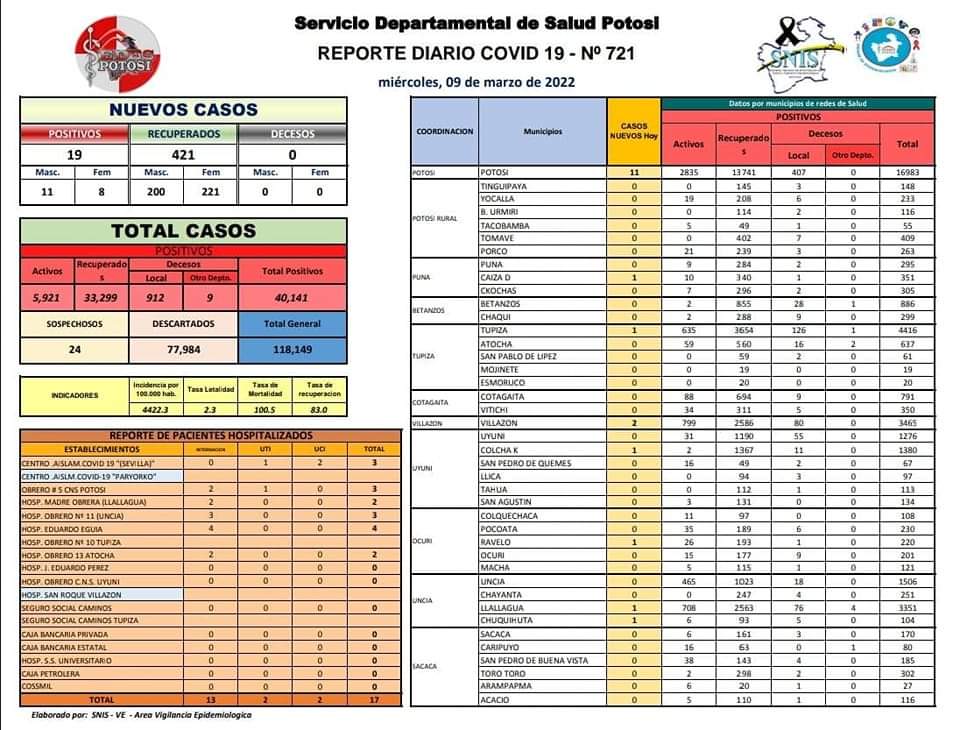 Servicio Departamental de Salud Potosi
REPORTE DIARIO COVID 19 - Nº 721
miércoles, 09 de marzo de 2022
SEDES
POTOSI
SNIS
NUEVOS CASOS
POSITIVOS RECUPERADOS DECESOS
19 421 0
Masc. Fem Masc. Fem Masc. Fem
11 8 200 221 0 0
TOTAL CASOS
POSITIVOS
Activos Recuperados Decesos Total Positivos
Local Otro Depto.
5,921 33,299 912 9 40,141
SOSPECHOSOS DESCARTADOS Total General
24 77,984 118,149
INDICADORES Incidencia por 100.000 hab. Tasa Letalidad Tasa de Mortalidad Tasa de recuperacion
4422.3 2.3 100.5 83.0
REPORTE DE PACIENTES HOSPITALIZADOS
ESTABLECIMIENTOS INTERNACION UTI UCI TOTAL
CENTRO .AISLAM.COVID 19 "(SEVILLA)" 0 1 2 3
CENTRO .AISLM.COVID-19 "PARYORKO"
OBRERO # 5 CNS POTOSI 2 1 0 3
HOSP. MADRE OBRERA (LLALLAGUA) 2 0 0 2
HOSP. OBRERO Nº 11 (UNCIA) 3 0 0 3
HOSP. EDUARDO EGUIA 4 0 0 4
HOSP. OBRERO Nº 10 TUPIZA
HOSP. OBRERO 13 ATOCHA 2 0 0 2
HOSP. J. EDUARDO PEREZ 0 0 0 0
HOSP. OBRERO C.N.S. UYUNI 0 0 0 0
HOSP. SAN ROQUE VILLAZON
SEGURO SOCIAL CAMINOS 0 0 0 0
SEGURO SOCIAL CAMINOS TUPIZA
CAJA BANCARIA PRIVADA 0 0 0 0
CAJA BANCARIA ESTATAL 0 0 0 0
HOSP. S.S. UNIVERSITARIO 0 0 0 0
CAJA PETROLERA 0 0 0 0
COSSMIL 0 0 0 0
TOTAL 13 2 2 17
Elaborado por: SNIS - VE - Area Vigilancia Epidemiologica
COORDINACION Municipios CASOS NUEVOS Hoy Datos por municipios de redes de Salud
POSITIVOS
Activos Recuperados Decesos Total
Local Otro Depto.
POTOSI POTOSI 11 2835 13741 407 0 16983
POTOSI RURAL TINGUIPAYA 0 0 145 3 0 148
YOCALLA 0 19 208 6 0 233
B. URMIRI 0 0 114 2 0 116
TACOBAMBA 0 5 49 1 0 55
TOMAVE 0 0 402 7 0 409
PORCO 0 21 239 3 0 263
PUNA PUNA 0 9 284 2 0 295
CAIZA D 1 10 340 1 0 351
CKOCHAS 0 7 296 2 0 305
BETANZOS BETANZOS 0 2 855 28 1 886
CHAQUI 0 2 288 9 0 299
TUPIZA TUPIZA 1 635 3654 126 1 4416
ATOCHA 0 59 560 16 2 637
SAN PABLO DE LIPEZ 0 0 59 2 0 61
MOJINETE 0 0 19 0 0 19
ESMORUCO 0 0 20 0 0 20
COTAGAITA COTAGAITA 0 88 694 9 0 791
VITICHI 0 34 311 5 0 350
VILLAZON VILLAZON 2 799 2586 80 0 3465
UYUNI UYUNI 0 31 1190 55 0 1276
COLCHA K 1 2 1367 11 0 1380
SAN PEDRO DE QUEMES 0 16 49 2 0 67
LLICA 0 0 94 3 0 97
TAHUA 0 0 112 1 0 113
SAN AGUSTIN 0 3 131 0 0 134
OCURI COLQUECHACA 0 11 97 0 0 108
POCOATA 0 35 189 6 0 230
RAVELO 1 26 193 1 0 220
OCURI 0 15 177 9 0 201
MACHA 0 5 115 1 0 121
UNCIA UNCIA 0 465 1023 18 0 1506
CHAYANTA 0 0 247 4 0 251
LLALLAGUA 1 708 2563 76 4 3351
CHUQUIHUTA 1 6 93 5 0 104
SACACA SACACA 0 6 161 3 0 170
CARIPUYO 0 16 63 0 1 80
SAN PEDRO DE BUENA VISTA 0 38 143 4 0 185
TORO TORO 0 2 298 2 0 302
ARAMPAPMA 0 6 20 1 0 27
ACACIO 0 5 110 1 0 116